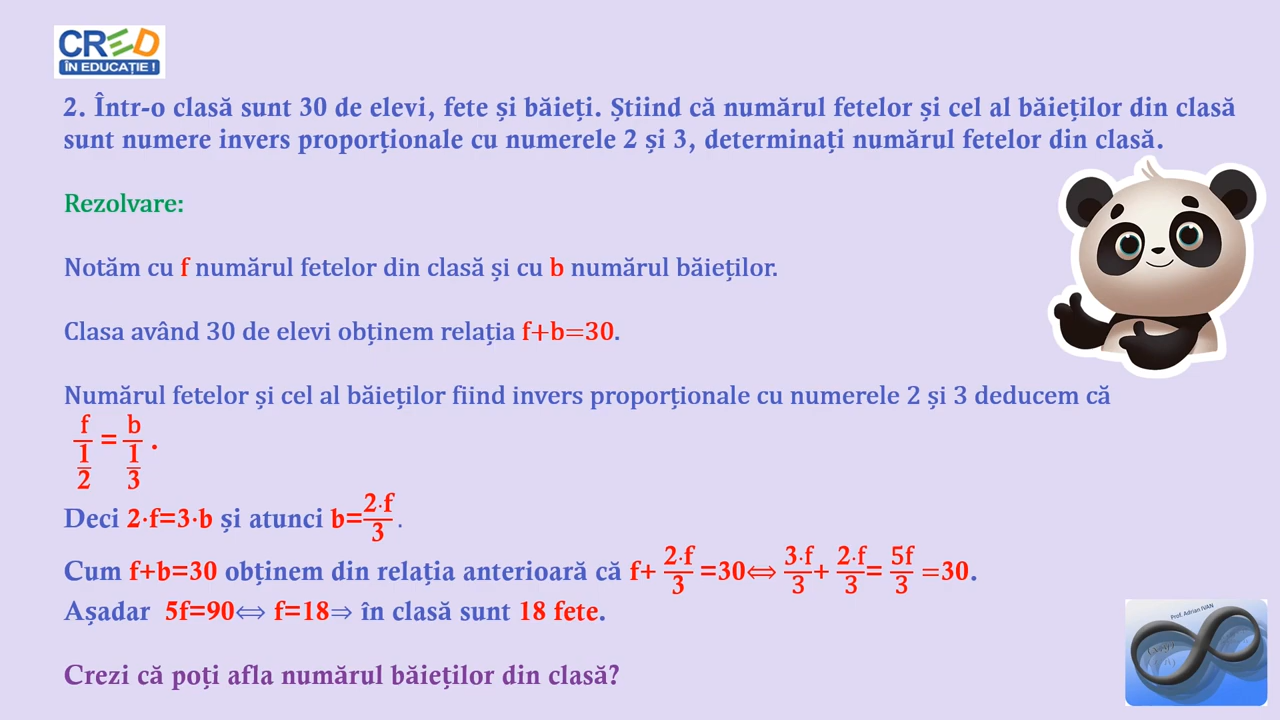 CRED
ÎN EDUCAȚIE !
2. Într-o clasă sunt 30 de elevi, fete și băieți. Știind că numărul fetelor și cel al băieților din clasă
sunt numere invers proporționale cu numerele 2 și 3, determinați numărul fetelor din clasă.
Rezolvare:
Notăm cu f numărul fetelor din clasă și cu b numărul băieților.
Clasa având 30 de elevi obținem relația f+b=30.
Numărul fetelor și cel al băieților fiind invers proporționale cu numerele 2 și 3 deducem că
f/(1/2) = b/(1/3) .
Deci 2·f=3·b și atunci b=2·f/3 .
Cum f+b=30 obținem din relația anterioară că f+ 2·f/3 =30⇔ 3·f/3 + 2·f/3 = 5f/3 =30.
Așadar 5f=90⇔ f=18⇒ în clasă sunt 18 fete.
Crezi că poți afla numărul băieților din clasă?
Prof. Adrian IVAN